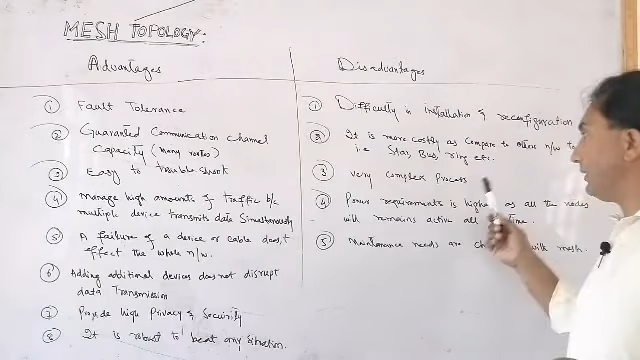 MESH TOPOLOGY.
Advantages
① Fault Tolerance
② Guaranted Communication channel
Capacity (Many routes)
③ Easy to trouble shoot
④ Manage high amounts of traffic b/c
multiple device transmits data Simestanously
⑤ A failure of a device or cable does't
effect the whole n/w.
⑥ Adding additional devices does not disrupt
data Transmission
⑦ Provide high Privacy & Security
⑧ It is robust to beat any situation.
Disadvantages
① Difficulty in installation & reconfiguration
② It is more costly as compare to others n/w
i.e Star, Bus, ring etc.
③ Very Complex Process
④ Power requirements is higher as all the nodes
will remains active all time.
⑤ Maintenance needs are with mesh.